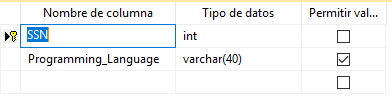 Nombre de columna Tipo de datos Permitir val...
SSN int
Programming_Language varchar(40)